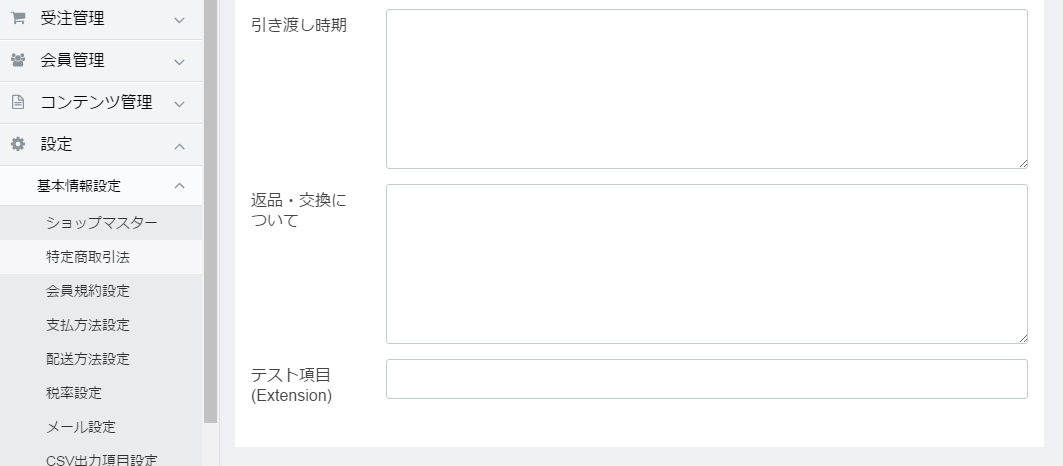 受注管理
会員管理
コンテンツ管理
設定
基本情報設定
ショップマスター
特定商取引法
会員規約設定
支払方法設定
配送方法設定
税率設定
メール設定
CSV出力項目設定
引き渡し時期
返品・交換に
ついて
テスト項目
(Extension)